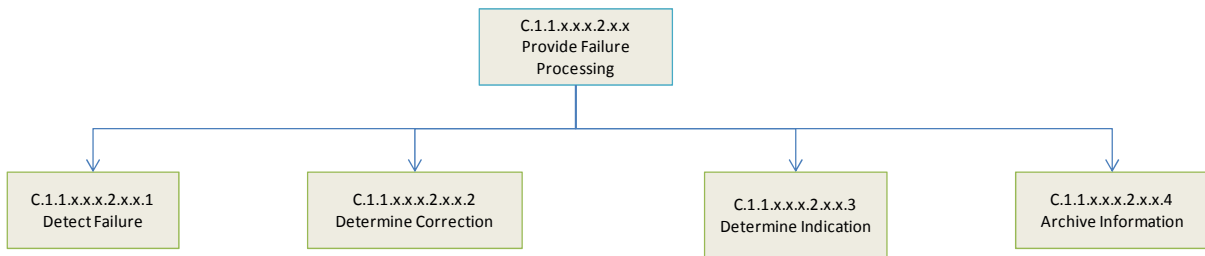 C.1.1.x.x.x.2.x.x
Provide Failure
Processing
C.1.1.x.x.x.2.x.x.1
Detect Failure
C.1.1.x.x.x.2.x.x.2
Determine Correction
C.1.1.x.x.x.2.x.x.3
Determine Indication
C.1.1.x.x.x.2.x.x.4
Archive Information